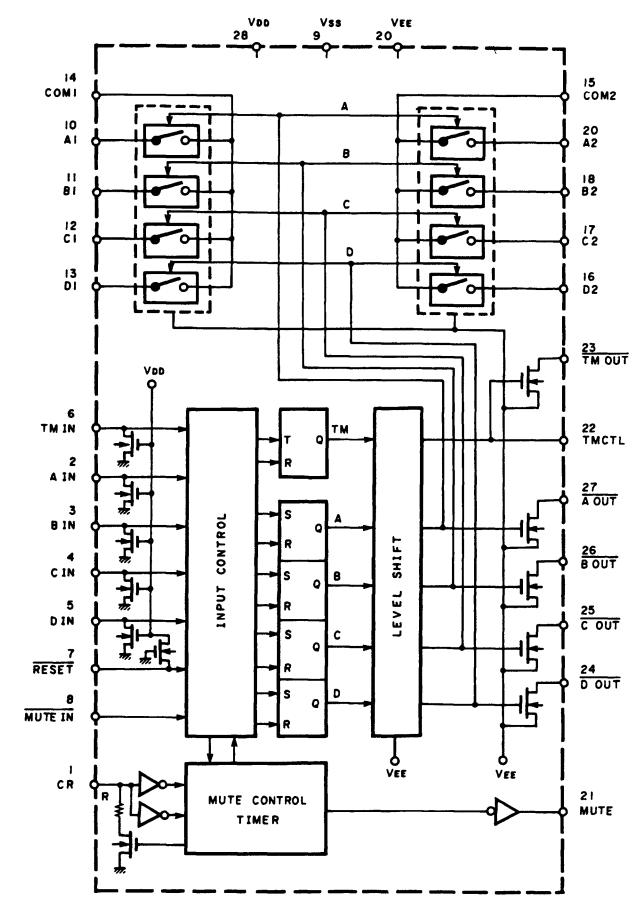 VDD VSS VEE
28 9 20
14
COM1
15
COM2
A
10
A1
20
A2
B
11
B1
18
B2
C
12
C1
17
C2
D
13
D1
16
D2
23
TM OUT
VDD
6
TM IN
T Q TM
R
22
TMCTL
2
A IN
27
A OUT
3
B IN
S Q A
R
26
B OUT
4
C IN
S Q B
R
25
C OUT
5
D IN
S Q C
R
24
D OUT
7
RESET
S Q D
R
8
MUTE IN
INPUT CONTROL
LEVEL SHIFT
VEE VEE
1
CR
R
MUTE CONTROL
TIMER
21
MUTE